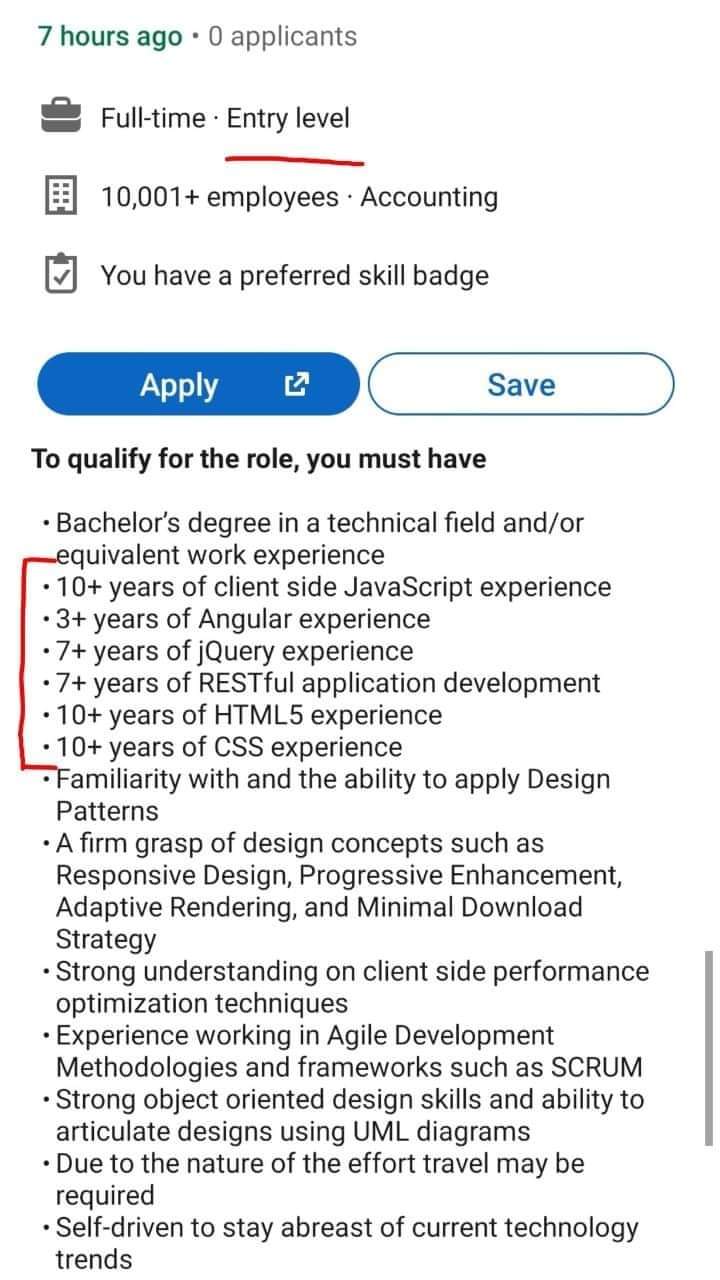 7 hours ago • 0 applicants
Full-time · Entry level
10,001+ employees · Accounting
You have a preferred skill badge
Apply
Save
To qualify for the role, you must have
• Bachelor's degree in a technical field and/or
equivalent work experience
• 10+ years of client side JavaScript experience
• 3+ years of Angular experience
• 7+ years of jQuery experience
• 7+ years of RESTful application development
• 10+ years of HTML5 experience
• 10+ years of CSS experience
• Familiarity with and the ability to apply Design
Patterns
• A firm grasp of design concepts such as
Responsive Design, Progressive Enhancement,
Adaptive Rendering, and Minimal Download
Strategy
• Strong understanding on client side performance
optimization techniques
• Experience working in Agile Development
Methodologies and frameworks such as SCRUM
• Strong object oriented design skills and ability to
articulate designs using UML diagrams
• Due to the nature of the effort travel may be
required
• Self-driven to stay abreast of current technology
trends